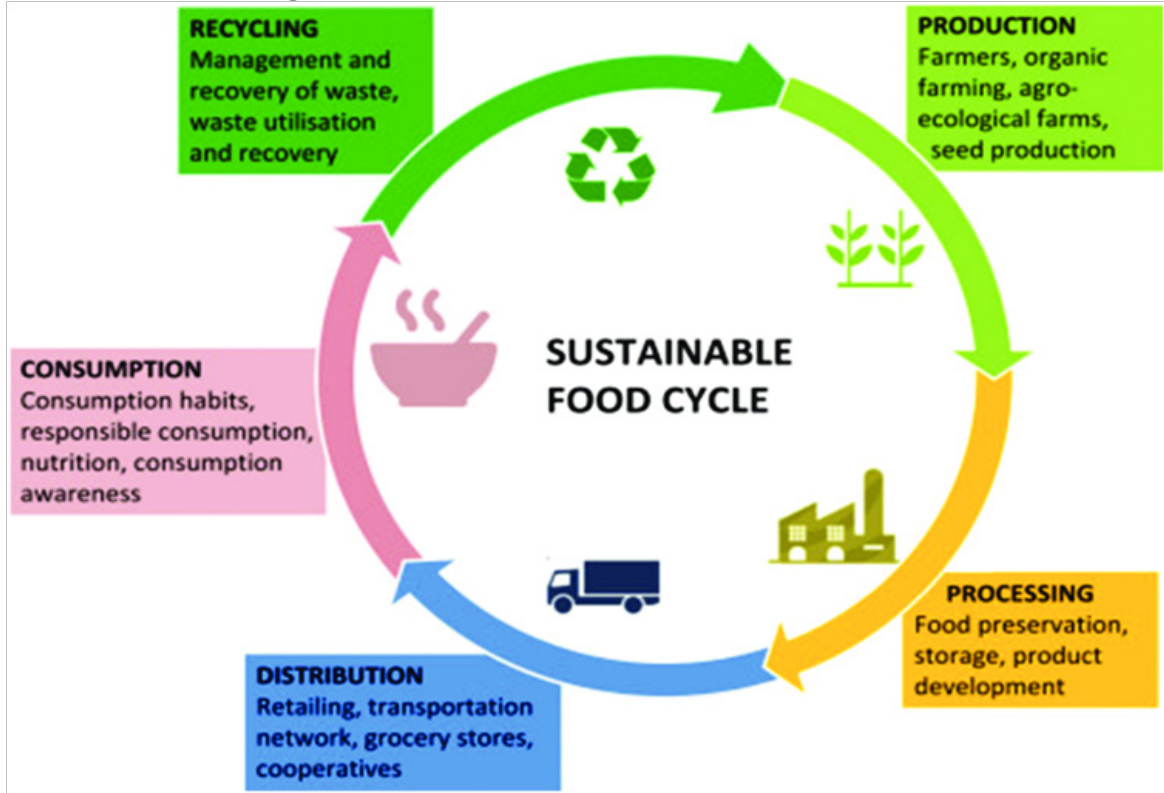 RECYCLING
Management and
recovery of waste,
waste utilisation
and recovery
PRODUCTION
Farmers, organic
farming, agro-
ecological farms,
seed production
SUSTAINABLE
FOOD CYCLE
CONSUMPTION
Consumption habits,
responsible consumption,
nutrition, consumption
awareness
PROCESSING
Food preservation,
storage, product
development
DISTRIBUTION
Retailing, transportation
network, grocery stores,
cooperatives